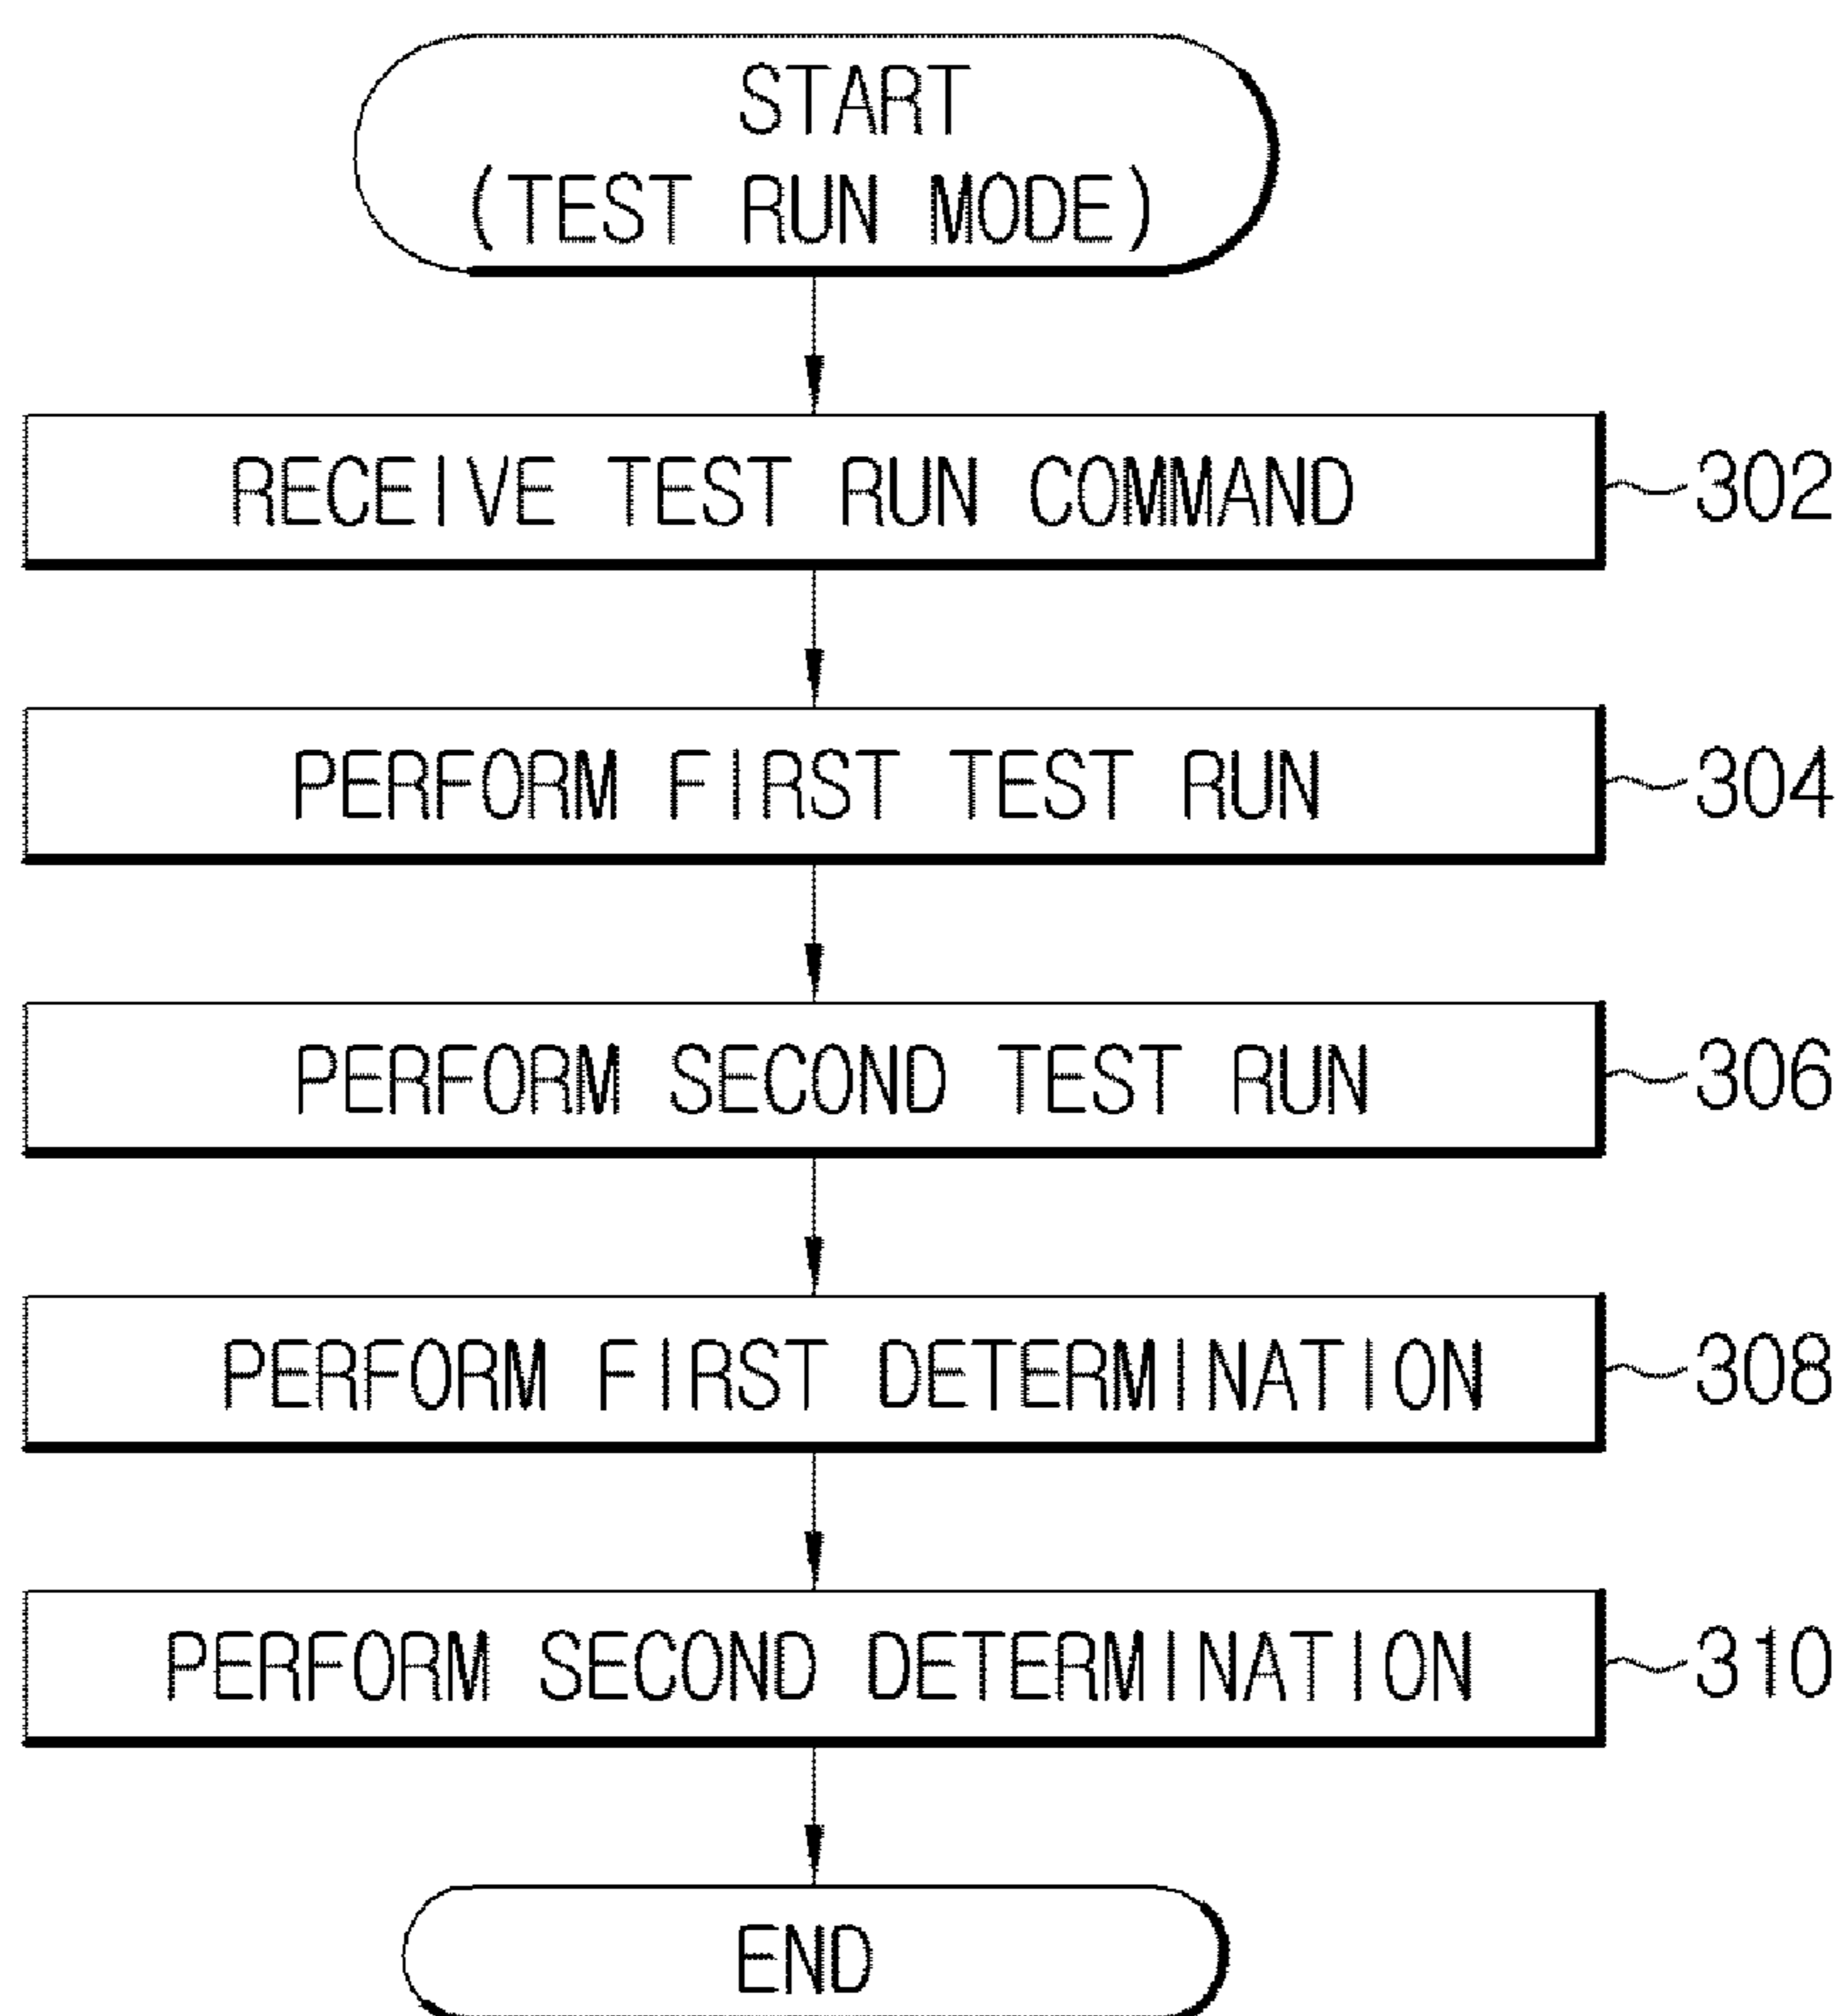 START
(TEST RUN MODE)
RECEIVE TEST RUN COMMAND
302
PERFORM FIRST TEST RUN
304
PERFORM SECOND TEST RUN
306
PERFORM FIRST DETERMINATION
308
PERFORM SECOND DETERMINATION
310
END